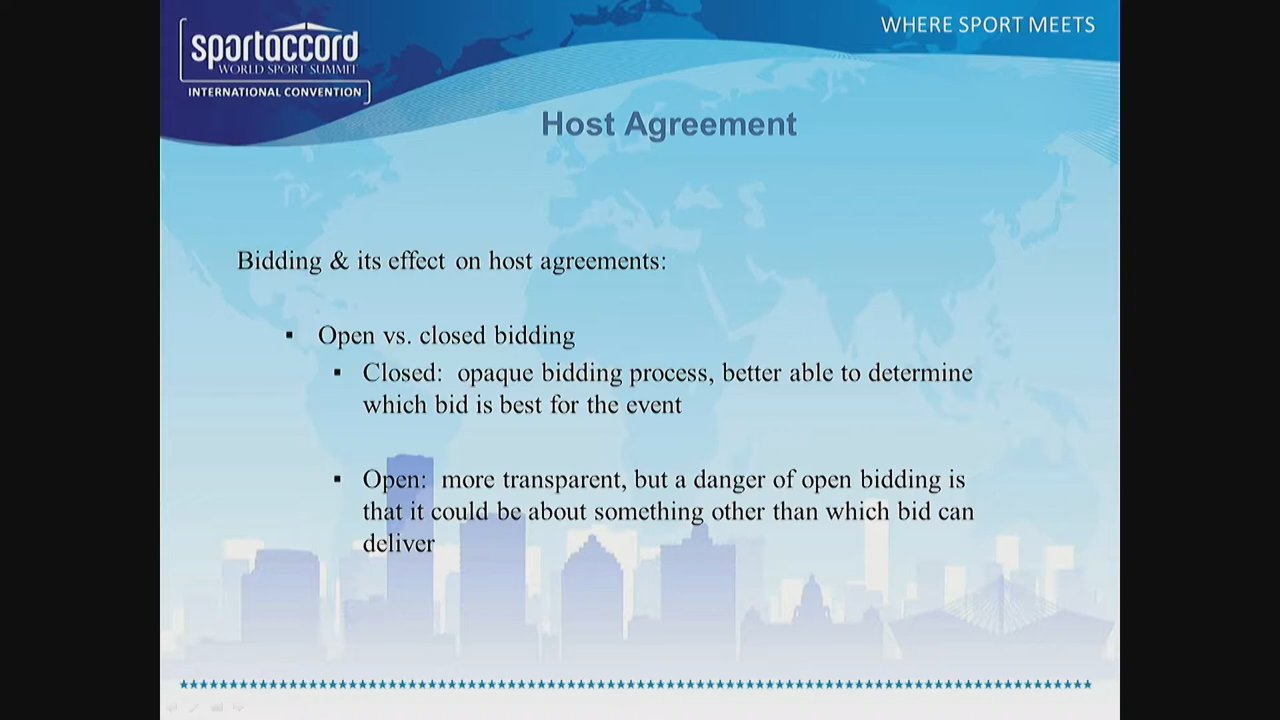 sportaccord
WORLD SPORT SUMMIT
INTERNATIONAL CONVENTION
WHERE SPORT MEETS
Host Agreement
Bidding & its effect on host agreements:
▪ Open vs. closed bidding
▪ Closed:  opaque bidding process, better able to determine
which bid is best for the event
▪ Open:  more transparent, but a danger of open bidding is
that it could be about something other than which bid can
deliver